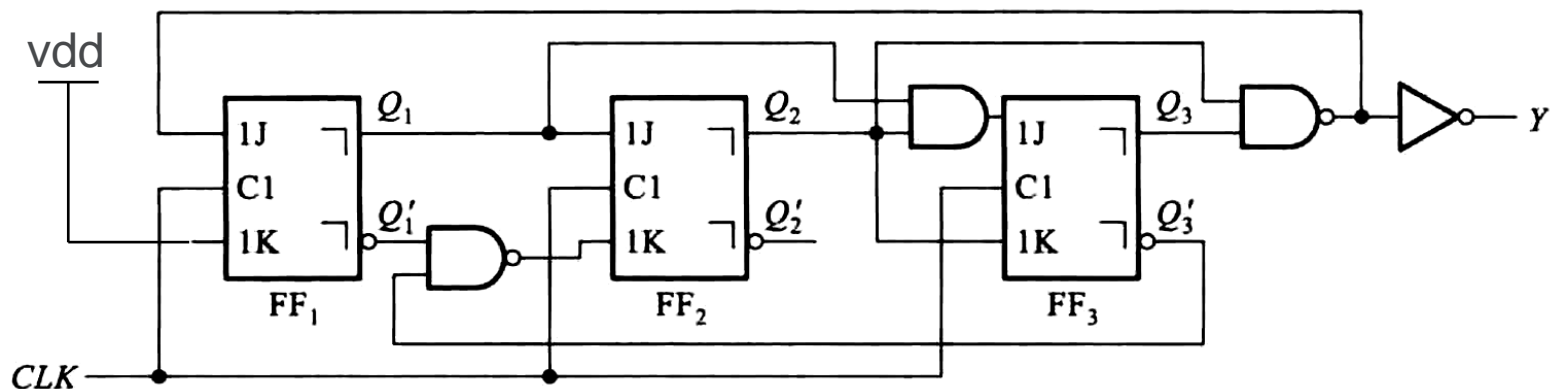 vdd
Q₁ Q₂ Q₃
1J 1J 1J Y
C1 C1 C1
Q₁′ Q₂′ Q₃′
1K 1K 1K
FF₁ FF₂ FF₃
CLK